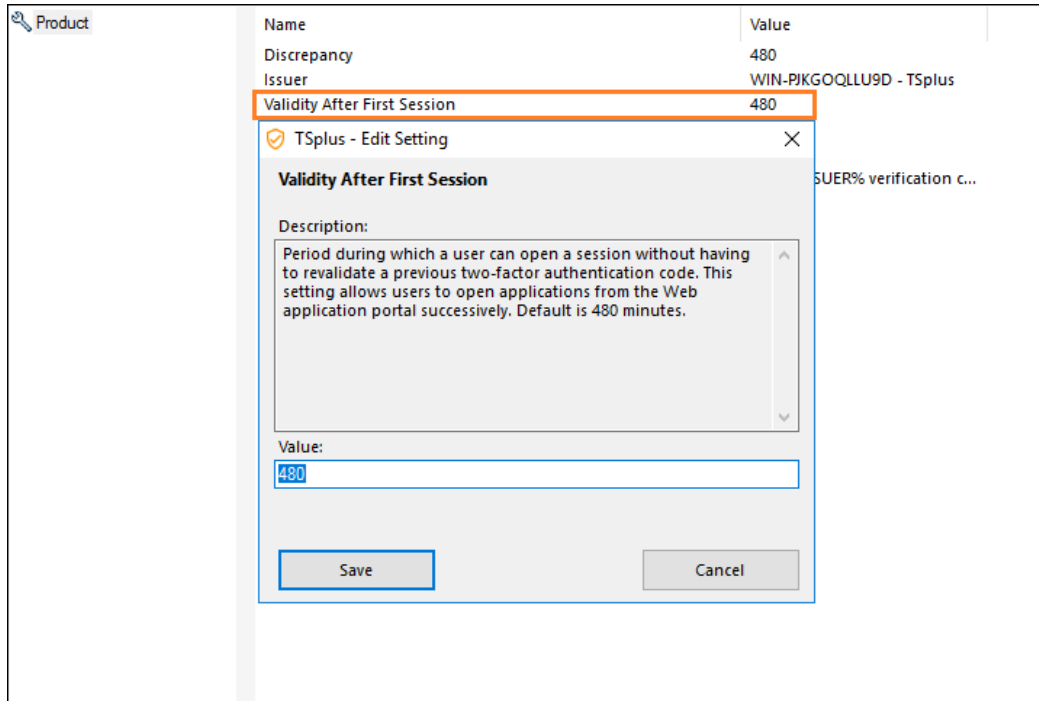 Product
Name Value
Discrepancy 480
Issuer WIN-PJKGOQLLU9D - TSplus
Validity After First Session 480
TSplus - Edit Setting
Validity After First Session
SUER% verification c...
Description:
Period during which a user can open a session without having
to revalidate a previous two-factor authentication code. This
setting allows users to open applications from the Web
application portal successively. Default is 480 minutes.
Value:
480
Save Cancel